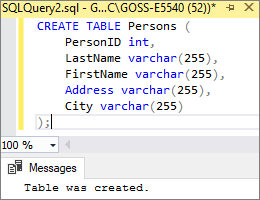 SQLQuery2.sql - G...C\GOSS-E5540 (52))*
CREATE TABLE Persons (
PersonID int,
LastName varchar(255),
FirstName varchar(255),
Address varchar(255),
City varchar(255)
);
100 %
Messages
Table was created.